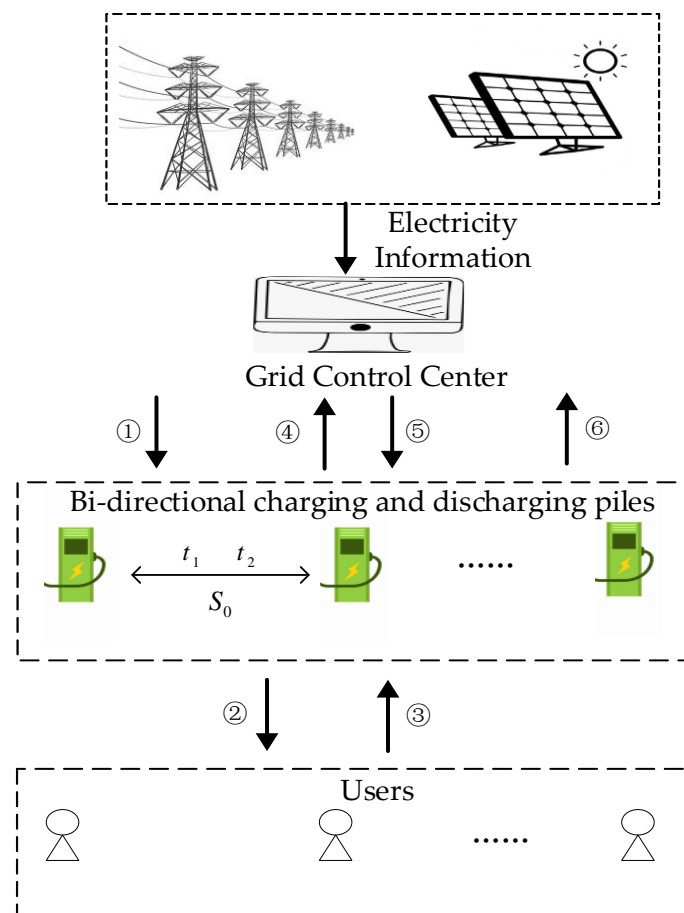 Electricity
Information
Grid Control Center
① ④ ⑤ ⑥
Bi-directional charging and discharging piles
t₁ t₂ ......
S₀
② ③
Users
......